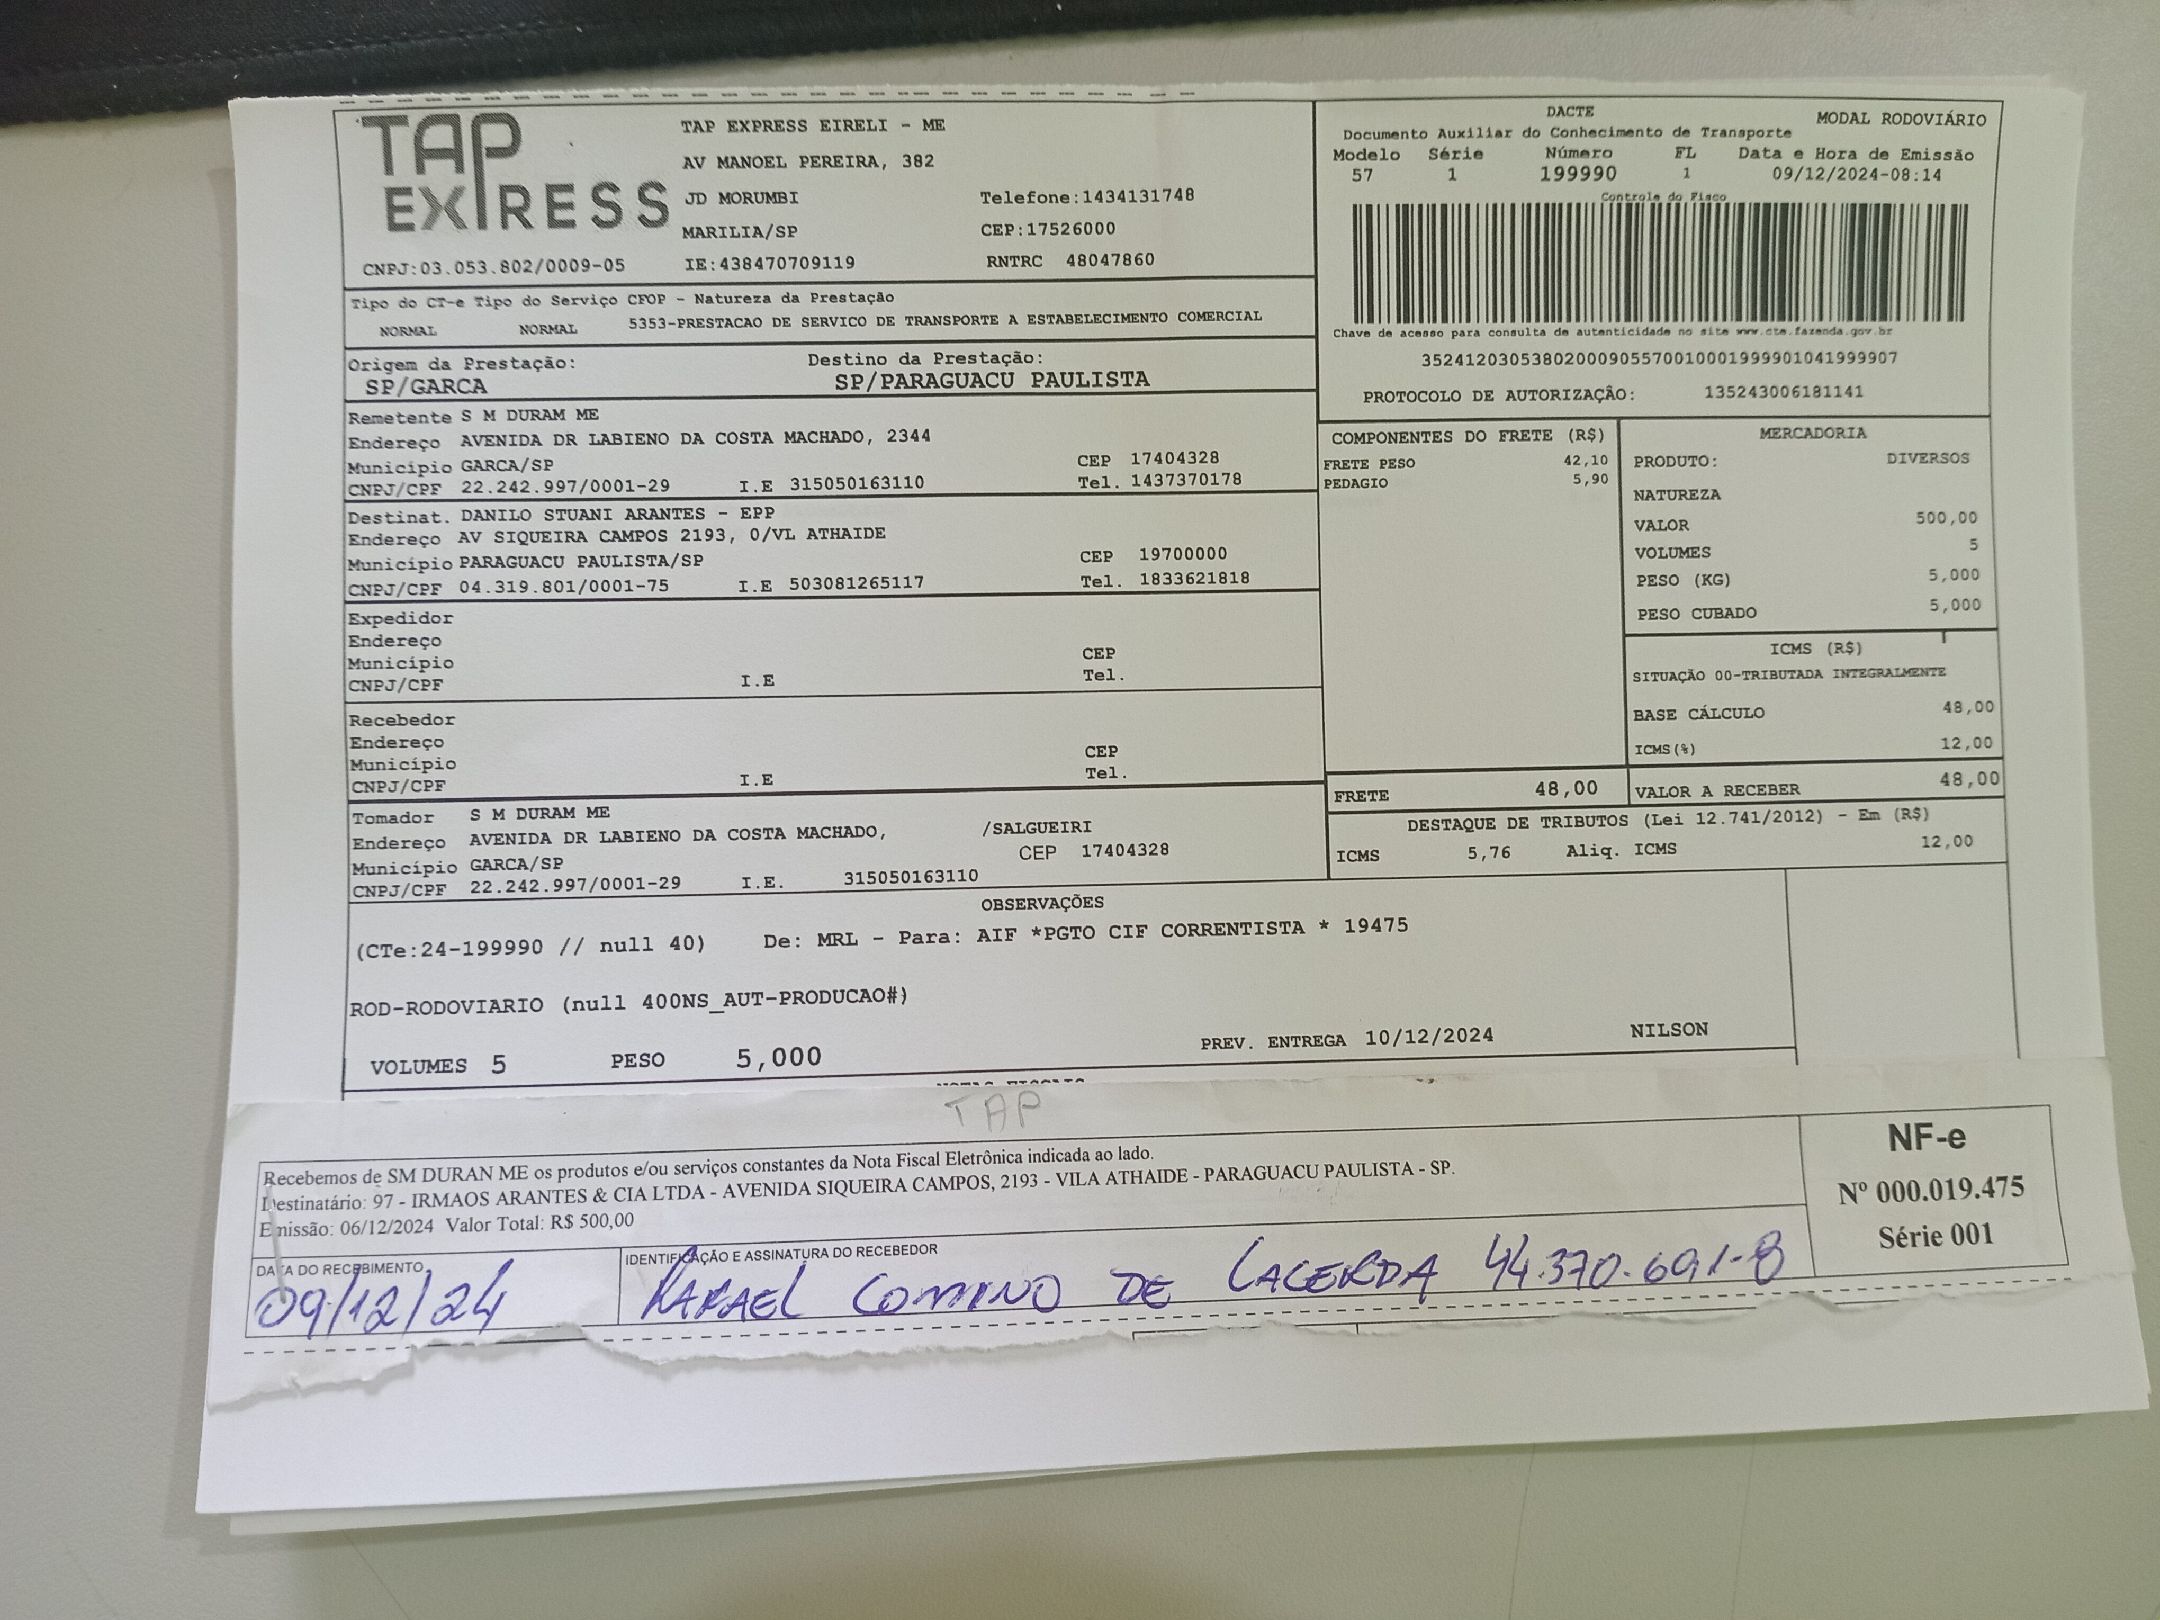 TAP EXPRESS
TAP EXPRESS EIRELI - ME
AV MANOEL PEREIRA, 382
JD MORUMBI Telefone:1434131748
MARILIA/SP CEP:17526000
CNPJ:03.053.802/0009-05 IE:438470709119 RNTRC 48047860
DACTE MODAL RODOVIÁRIO
Documento Auxiliar do Conhecimento de Transporte
Modelo Série Número FL Data e Hora de Emissão
57 1 199990 1 09/12/2024-08:14
Controle do Fisco
Chave de acesso para consulta de autenticidade no site www.cte.fazenda.gov.br
35241203053802000905570010001999901041999907
PROTOCOLO DE AUTORIZAÇÃO: 135243006181141
Tipo do CT-e Tipo do Serviço CFOP - Natureza da Prestação
NORMAL NORMAL 5353-PRESTACAO DE SERVICO DE TRANSPORTE A ESTABELECIMENTO COMERCIAL
Origem da Prestação: Destino da Prestação:
SP/GARCA SP/PARAGUACU PAULISTA
Remetente S M DURAM ME
Endereço AVENIDA DR LABIENO DA COSTA MACHADO, 2344
Município GARCA/SP CEP 17404328
CNPJ/CPF 22.242.997/0001-29 I.E 315050163110 Tel. 1437370178
Destinat. DANILO STUANI ARANTES - EPP
Endereço AV SIQUEIRA CAMPOS 2193, 0/VL ATHAIDE
Município PARAGUACU PAULISTA/SP CEP 19700000
CNPJ/CPF 04.319.801/0001-75 I.E 503081265117 Tel. 1833621818
Expedidor
Endereço
Município CEP
CNPJ/CPF I.E Tel.
Recebedor
Endereço
Município CEP
CNPJ/CPF I.E Tel.
Tomador S M DURAM ME
Endereço AVENIDA DR LABIENO DA COSTA MACHADO, /SALGUEIRI
Município GARCA/SP CEP 17404328
CNPJ/CPF 22.242.997/0001-29 I.E. 315050163110
COMPONENTES DO FRETE (R$)
FRETE PESO 42,10
PEDAGIO 5,90
MERCADORIA
PRODUTO: DIVERSOS
NATUREZA
VALOR 500,00
VOLUMES 5
PESO (KG) 5,000
PESO CUBADO 5,000
ICMS (R$)
SITUAÇÃO 00-TRIBUTADA INTEGRALMENTE
BASE CÁLCULO 48,00
ICMS(%) 12,00
FRETE 48,00 VALOR A RECEBER 48,00
DESTAQUE DE TRIBUTOS (Lei 12.741/2012) - Em (R$)
ICMS 5,76 Aliq. ICMS 12,00
OBSERVAÇÕES
(CTe:24-199990 // null 40) De: MRL - Para: AIF *PGTO CIF CORRENTISTA * 19475
ROD-RODOVIARIO (null 400NS_AUT-PRODUCAO#)
VOLUMES 5 PESO 5,000 PREV. ENTREGA 10/12/2024 NILSON
TAP
Recebemos de SM DURAN ME os produtos e/ou serviços constantes da Nota Fiscal Eletrônica indicada ao lado.
Destinatário: 97 - IRMAOS ARANTES & CIA LTDA - AVENIDA SIQUEIRA CAMPOS, 2193 - VILA ATHAIDE - PARAGUACU PAULISTA - SP.
Emissão: 06/12/2024 Valor Total: R$ 500,00
NF-e
Nº 000.019.475
Série 001
DATA DO RECEBIMENTO IDENTIFICAÇÃO E ASSINATURA DO RECEBEDOR
09/12/24 RAFAEL COMINO DE LACERDA 44.370.691-8